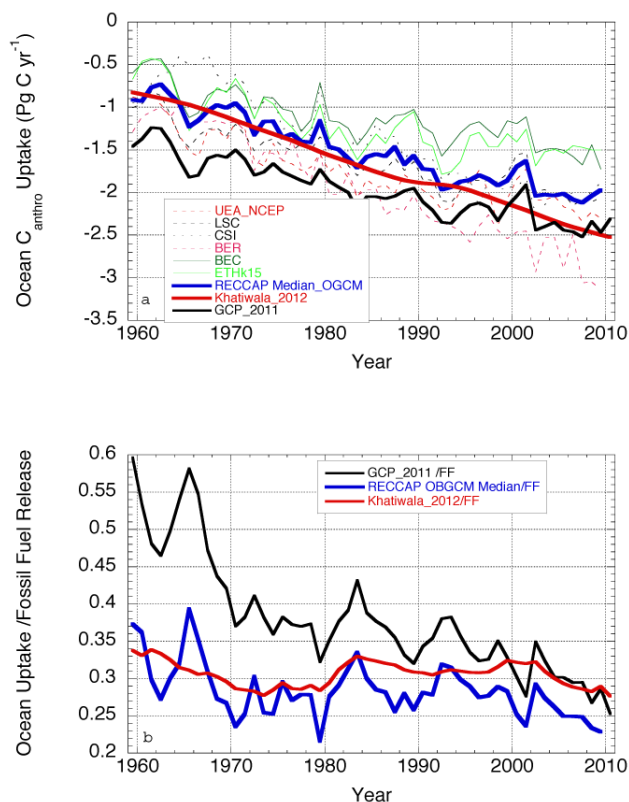 0
-0.5
-1
-1.5
-2
-2.5
-3
-3.5
Ocean C anthro Uptake (Pg C yr-1)
UEA_NCEP
LSC
CSI
BER
BEC
ETHk15
RECCAP Median_OGCM
Khatiwala_2012
GCP_2011
a
1960 1970 1980 1990 2000 2010
Year
0.6
0.55
0.5
0.45
0.4
0.35
0.3
0.25
0.2
Ocean Uptake /Fossil Fuel Release
GCP_2011 /FF
RECCAP OBGCM Median/FF
Khatiwala_2012/FF
b
1960 1970 1980 1990 2000 2010
Year